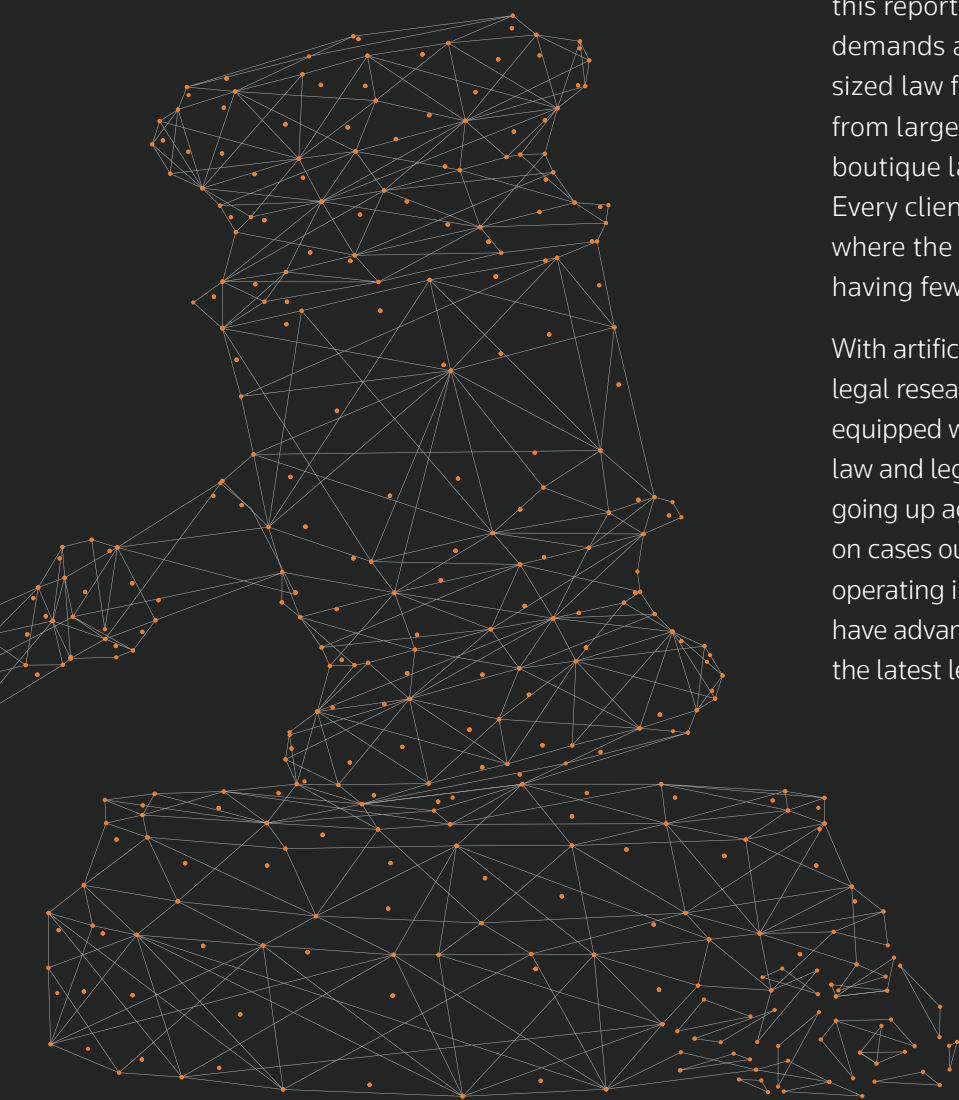 this report
demands a
sized law f
from large
boutique la
Every clien
where the
having few
With artific
legal resea
equipped w
law and leg
going up ag
on cases ou
operating i
have advan
the latest le